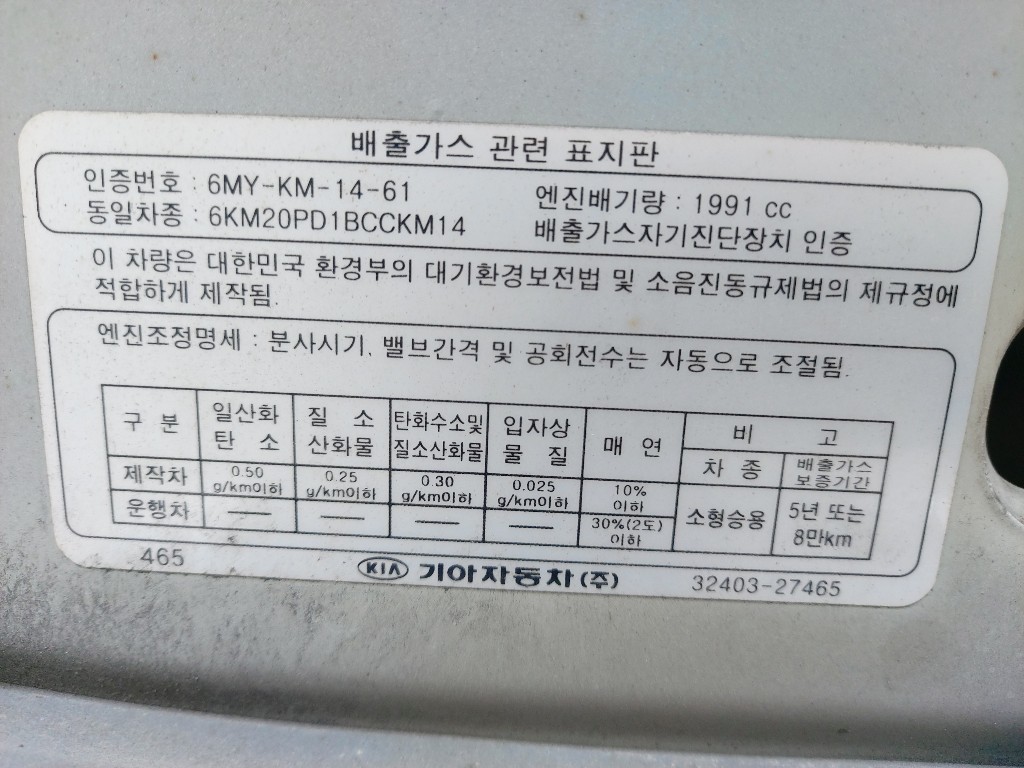 배출가스 관련 표지판
인증번호 : 6MY-KM-14-61 엔진배기량 : 1991 cc
동일차종 : 6KM20PD1BCCKM14 배출가스자기진단장치 인증
이 차량은 대한민국 환경부의 대기환경보전법 및 소음진동규제법의 제규정에
적합하게 제작됨.
엔진조정명세 : 분사시기, 밸브간격 및 공회전수는 자동으로 조절됨.
구 분 일산화 탄 소 질 소 산화물 탄화수소및 질소산화물 입자상 물 질 매 연 비 고
차 종 배출가스 보증기간
제작차 0.50 g/km이하 0.25 g/km이하 0.30 g/km이하 0.025 g/km이하 10% 이하 소형승용 5년 또는 8만km
운행차 — — — — 30%(2도) 이하
465 KIA 기아자동차(주) 32403-27465